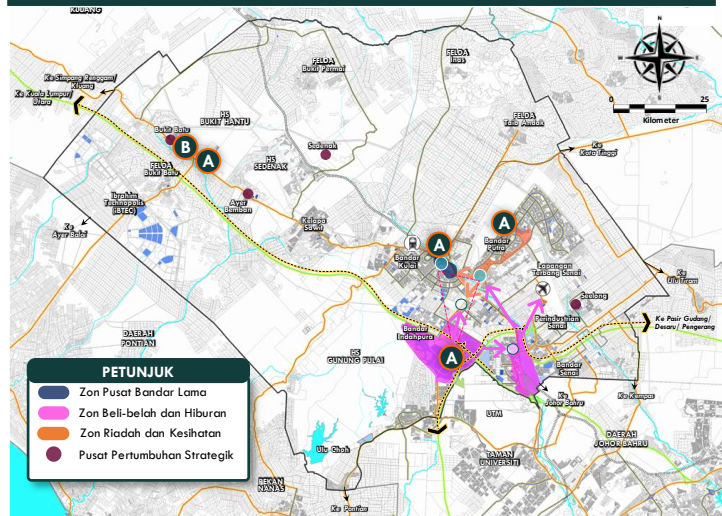 KLUANG
Ke Simpang Renggam/
Kluang
Ke Kuala Lumpur/
Utara
FELDA
Bukit Permai
FELDA
Inas
N
W
E
S
0
25
Kilometer
HS
BUKIT HANTU
FELDA
Taib Andak
Bukit Batu
B
A
FELDA
Bukit Batu
HS
SEDENAK
Sedenak
Ke
Kota Tinggi
Ibrahim
Technopolis
(IBTEC)
Ayer
Bemban
Ke
Ayer Baloi
Kelapa
Sawit
A
Bandar
Kulai
A
Bandar
Putra
Lapangan
Terbang Senai
Seelong
Ke
Ulu Tiram
Perindustrian
Senai
Ke Pasir Gudang/
Desaru/ Pengerang
Bandar
Indahpura
A
DAERAH
PONTIAN
HS
GUNUNG PULAI
Bandar
Senai
Ke
Johor Bahru
Ke Kempas
UTM
DAERAH
JOHOR BAHRU
TAMAN
UNIVERSITI
Ulu Choh
PEKAN
NANAS
Ke Pontian
PETUNJUK
Zon Pusat Bandar Lama
Zon Beli-belah dan Hiburan
Zon Riadah dan Kesihatan
Pusat Pertumbuhan Strategik